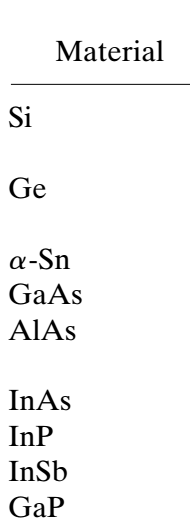 Material
Si
Ge
α-Sn
GaAs
AlAs
InAs
InP
InSb
GaP